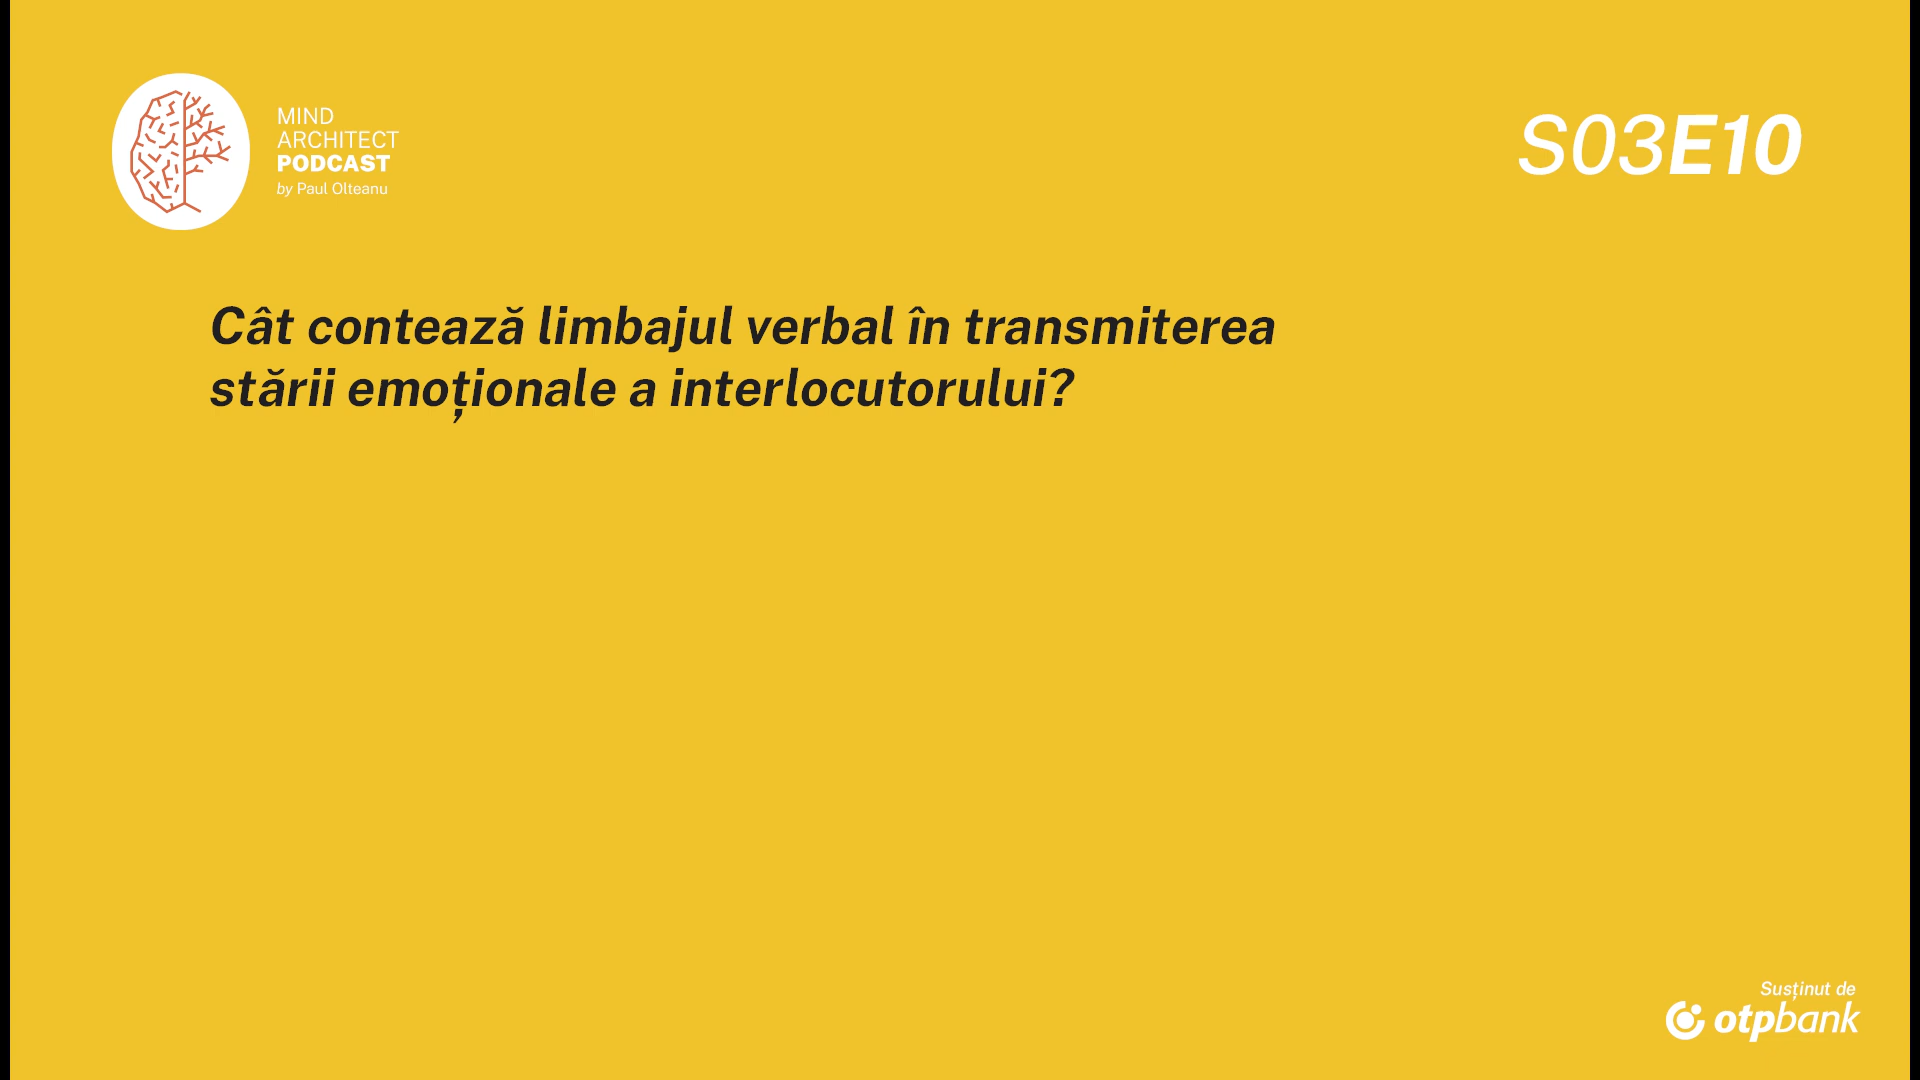 MIND
ARCHITECT
PODCAST
by Paul Olteanu
S03E10
Cât contează limbajul verbal în transmiterea
stării emoționale a interlocutorului?
Susținut de
otpbank